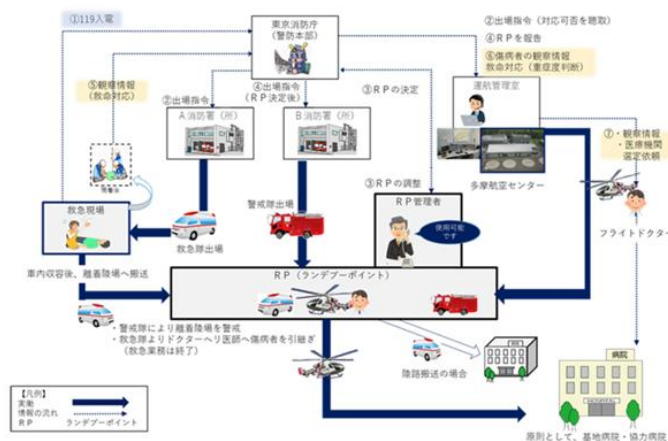 ①119入電
東京消防庁
(警防本部)
②出場指令(対応可否を聴取)
④RPを報告
⑥傷病者の観察情報
救命対応(重症度判断)
⑤観察情報
(救命対応)
②出場指令
④出場指令
(RP決定後)
③RPの決定
運航管理室
A消防署(所)
B消防署(所)
⑦・観察情報
・医療機関
選定依頼
多摩航空センター
③RPの調整
RP管理者
使用可能
です
救急現場
救急隊出場
警戒隊出場
フライトドクター
車内収容後、離着陸場へ搬送
RP(ランデブーポイント)
・警戒隊により離着陸場を警戒
・救急隊よりドクターヘリ医師へ傷病者を引継ぎ
(救急業務は終了)
陸路搬送の場合
病院
HOSPITAL
【凡例】
実働
情報の流れ
RP
ランデブーポイント
原則として、基地病院・協力病院